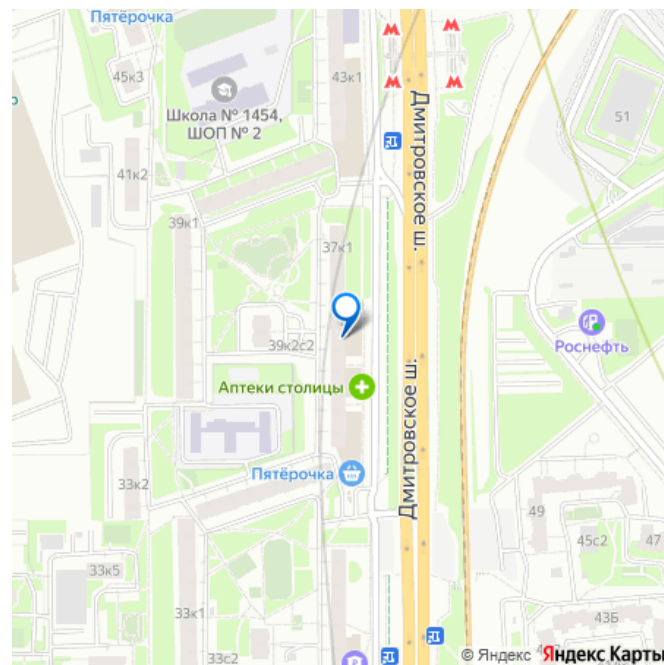 Пятёрочка
45к3
43к1
Школа № 1454,
ШОП № 2
51
41к2
Дмитровское ш.
39к1
37к1
39к2с2
Роснефть
Аптеки столицы
Дмитровское ш.
Пятёрочка
33к2
49
45с2
47
33к5
33к1
43Б
33с2
© Яндекс Яндекс Карты